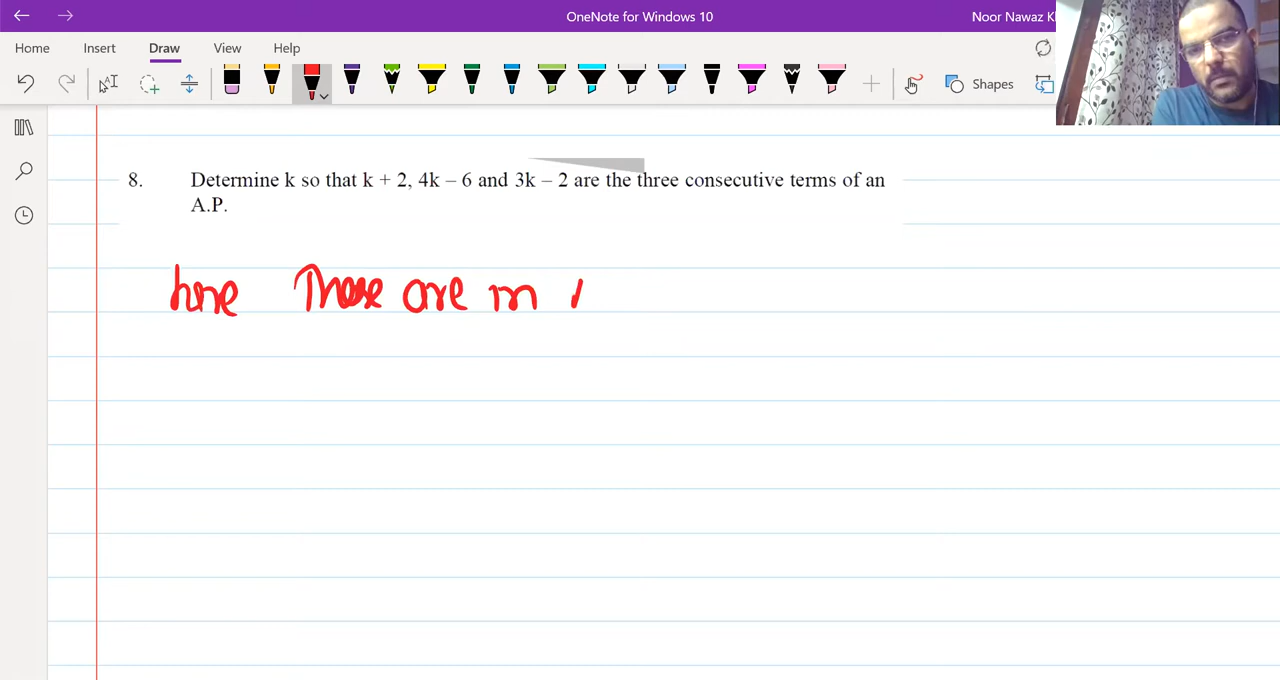 OneNote for Windows 10
Noor Nawaz Kh
Home Insert Draw View Help
Shapes
8. Determine k so that k + 2, 4k – 6 and 3k – 2 are the three consecutive terms of an
A.P.
here These are in